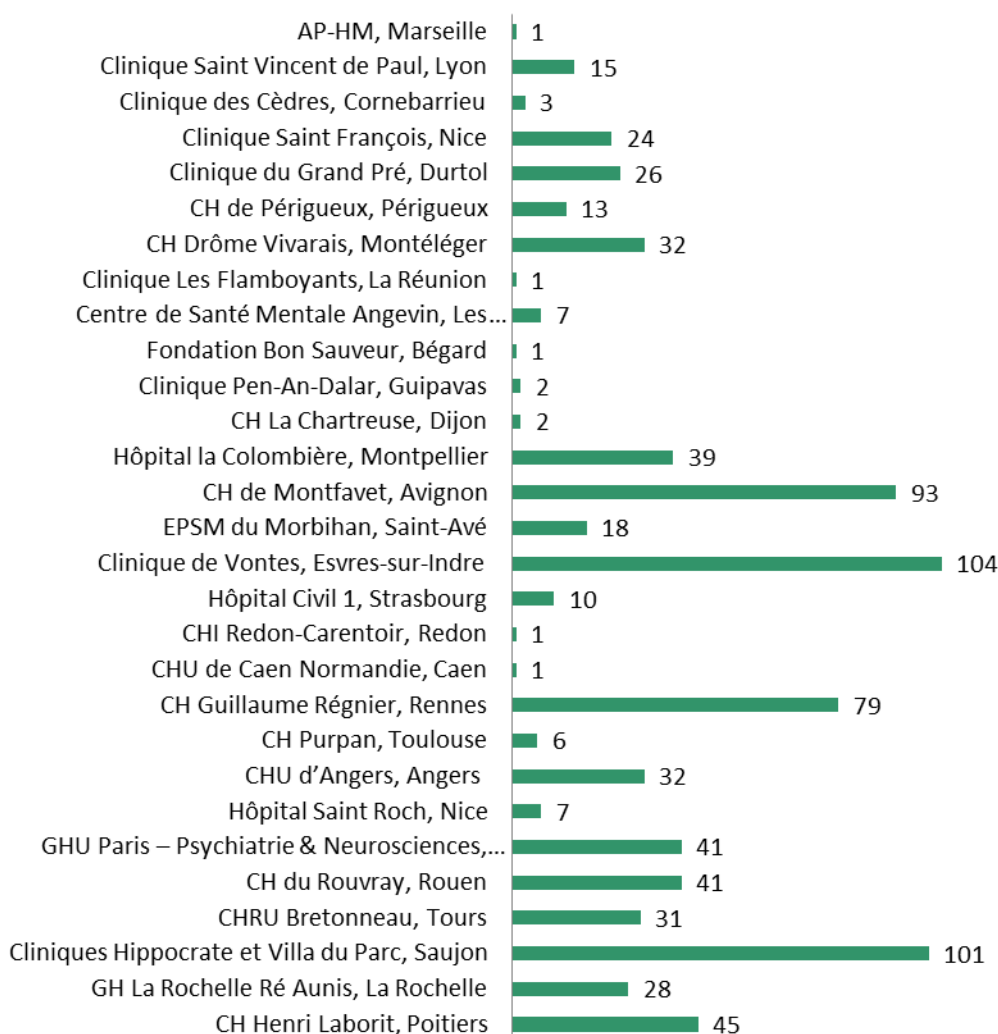 AP-HM, Marseille 1
Clinique Saint Vincent de Paul, Lyon 15
Clinique des Cèdres, Cornebarrieu 3
Clinique Saint François, Nice 24
Clinique du Grand Pré, Durtol 26
CH de Périgueux, Périgueux 13
CH Drôme Vivarais, Montéléger 32
Clinique Les Flamboyants, La Réunion 1
Centre de Santé Mentale Angevin, Les... 7
Fondation Bon Sauveur, Bégard 1
Clinique Pen-An-Dalar, Guipavas 2
CH La Chartreuse, Dijon 2
Hôpital la Colombière, Montpellier 39
CH de Montfavet, Avignon 93
EPSM du Morbihan, Saint-Avé 18
Clinique de Vontes, Esvres-sur-Indre 104
Hôpital Civil 1, Strasbourg 10
CHI Redon-Carentoir, Redon 1
CHU de Caen Normandie, Caen 1
CH Guillaume Régnier, Rennes 79
CH Purpan, Toulouse 6
CHU d’Angers, Angers 32
Hôpital Saint Roch, Nice 7
GHU Paris – Psychiatrie & Neurosciences,... 41
CH du Rouvray, Rouen 41
CHRU Bretonneau, Tours 31
Cliniques Hippocrate et Villa du Parc, Saujon 101
GH La Rochelle Ré Aunis, La Rochelle 28
CH Henri Laborit, Poitiers 45